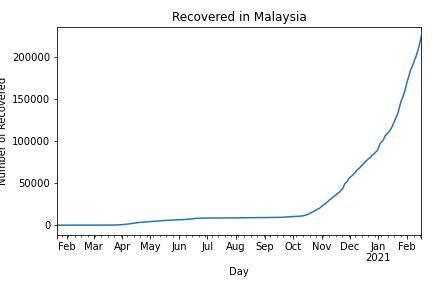 Recovered in Malaysia
Number of Recovered
200000
150000
100000
50000
0
Feb Mar Apr May Jun Jul Aug Sep Oct Nov Dec Jan Feb
2021
Day